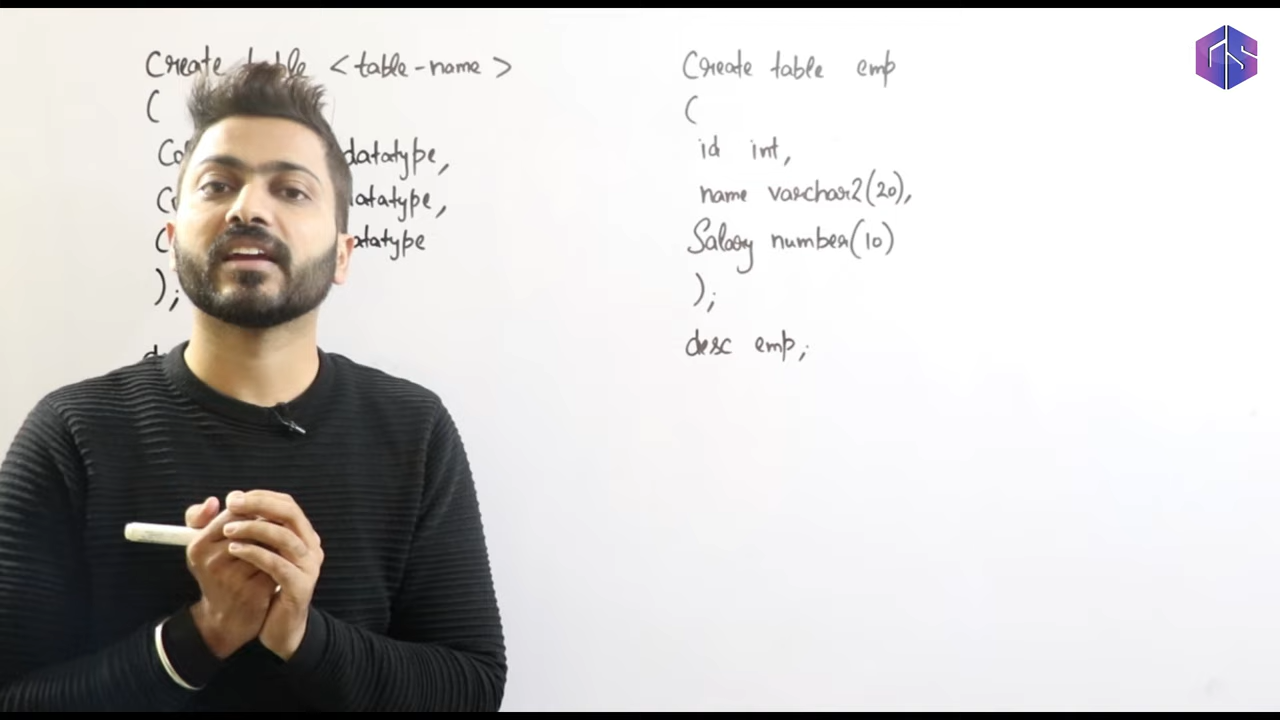 Create table <table-name>
(
datatype,
datatype,
datatype
);
Create table emp
(
id int,
name varchar2(20),
Salary number(10)
);
desc emp;